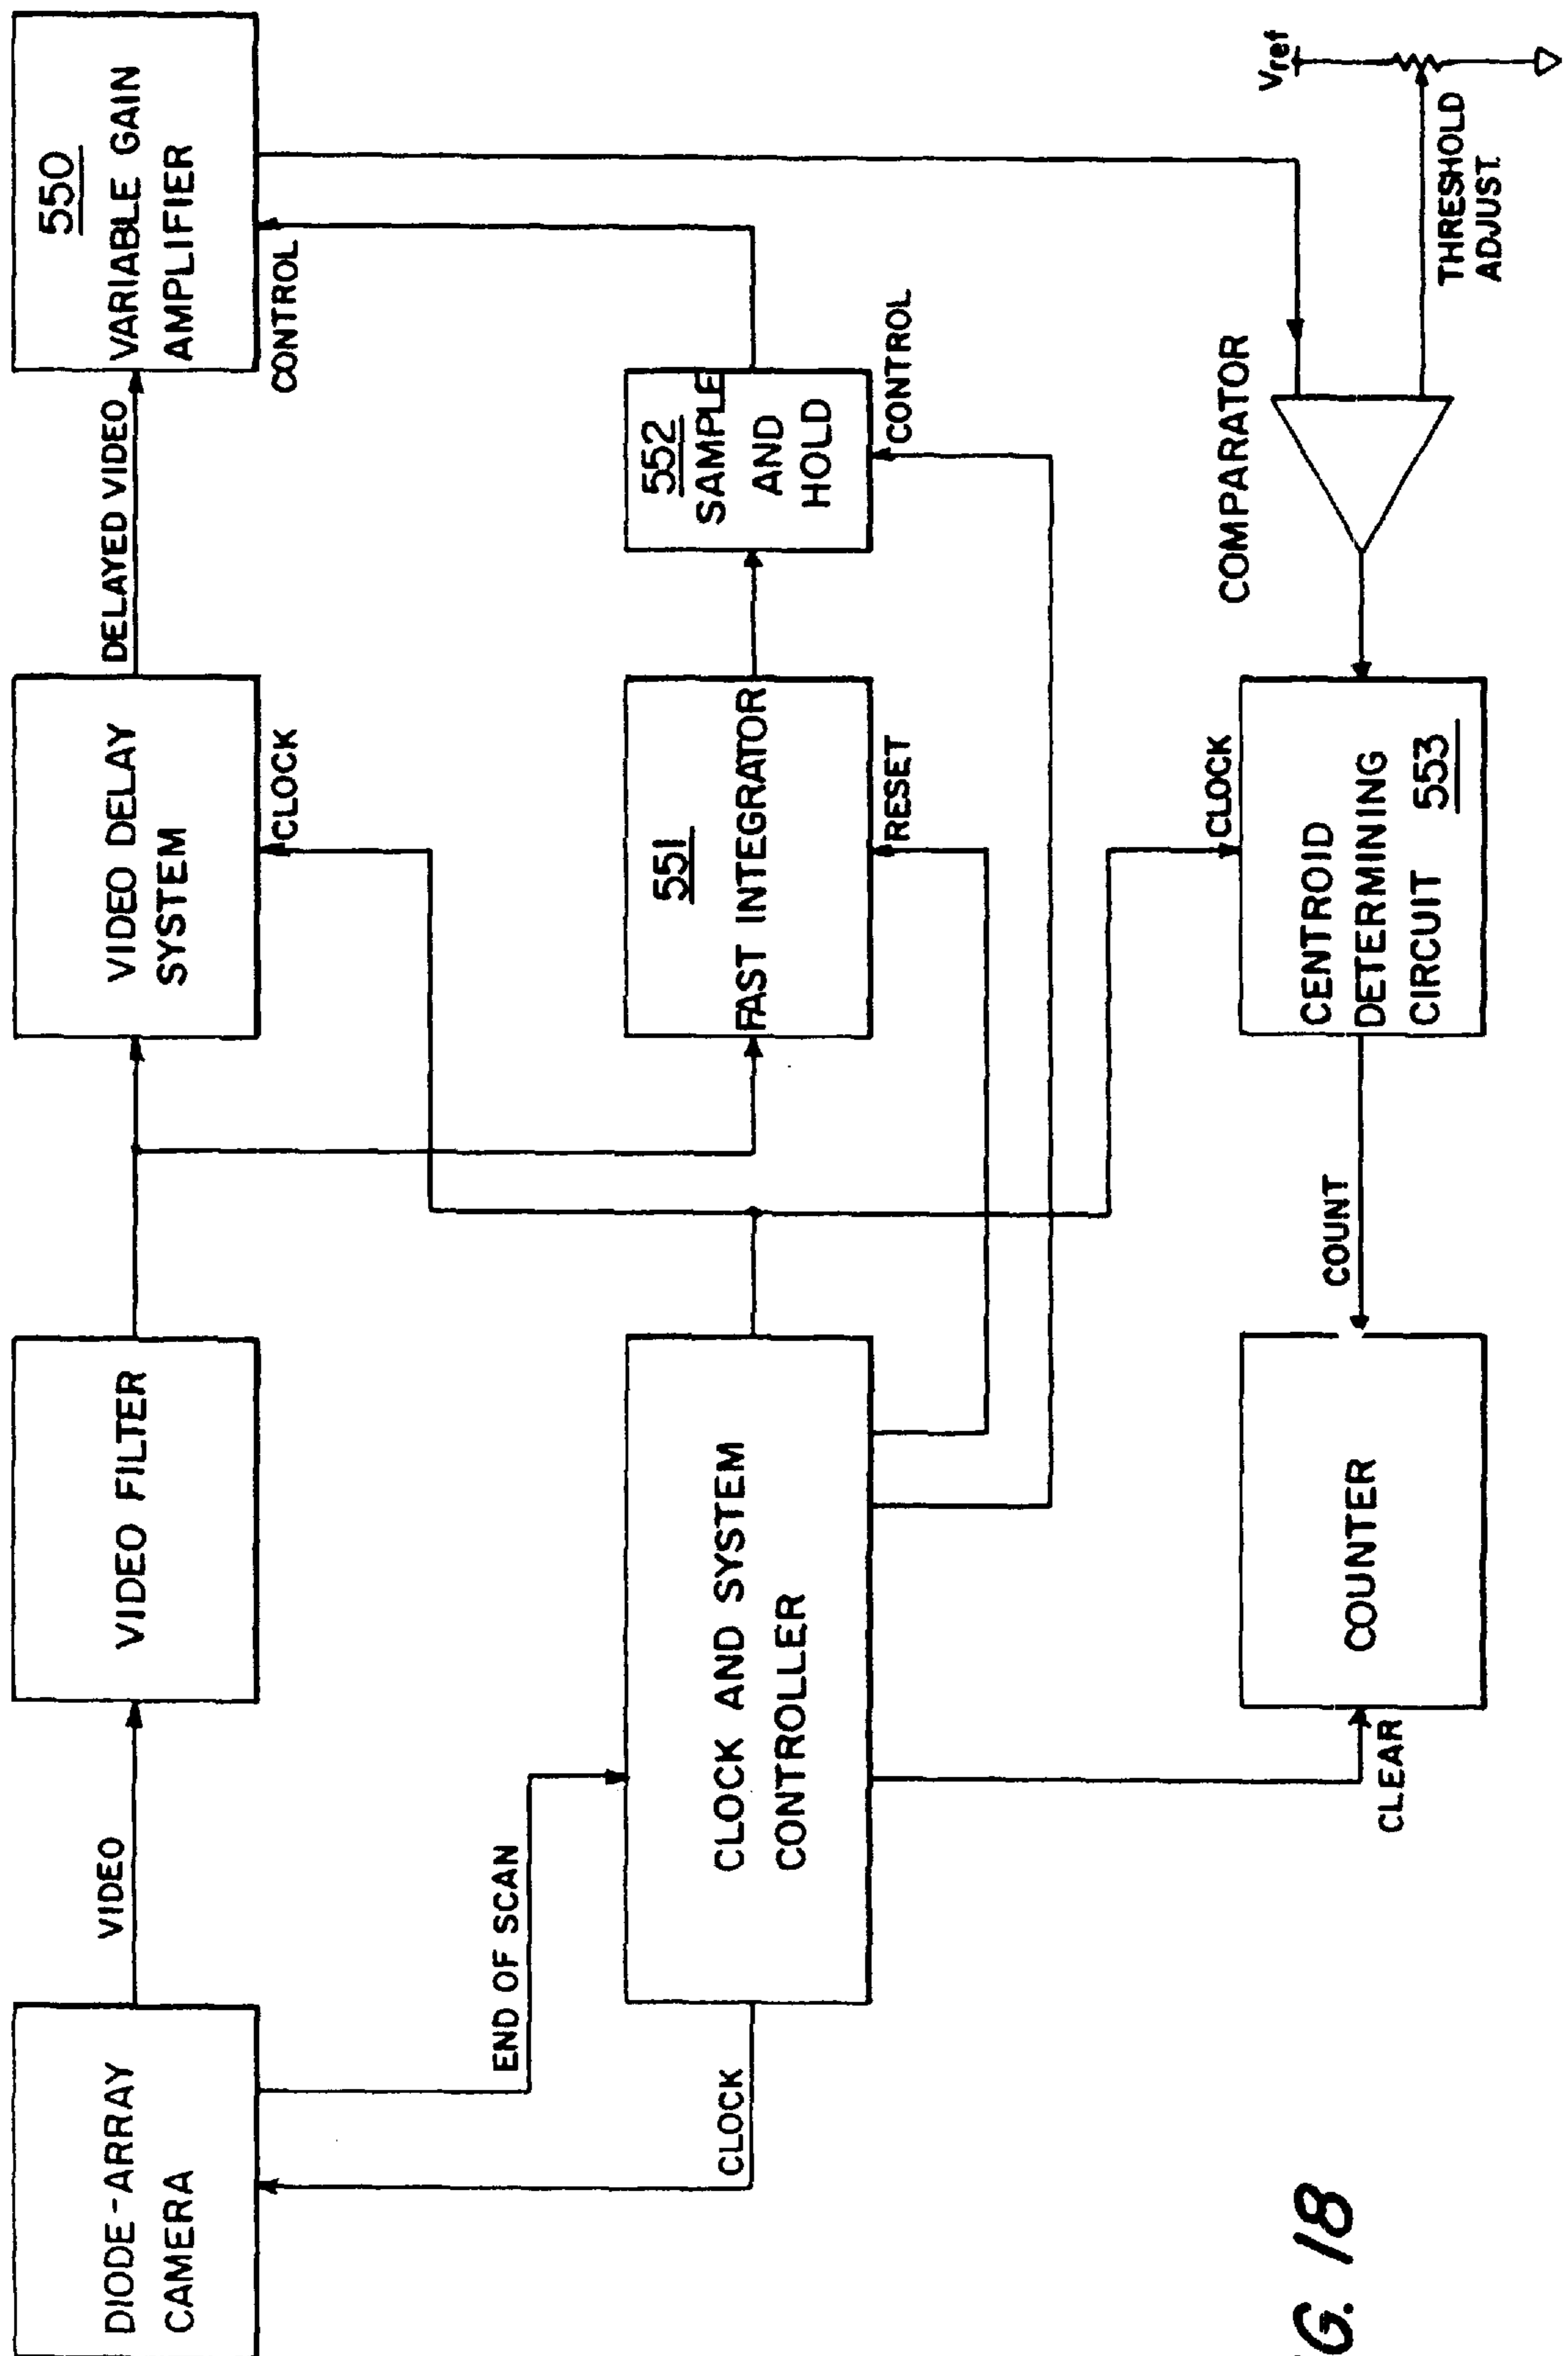 DIODE-ARRAY
CAMERA
VIDEO
VIDEO FILTER
VIDEO DELAY
SYSTEM
CLOCK
DELAYED VIDEO
550
VARIABLE GAIN
AMPLIFIER
CONTROL
END OF SCAN
CLOCK
CLOCK AND SYSTEM
CONTROLLER
551
FAST INTEGRATOR
RESET
552
SAMPLE
AND
HOLD
CONTROL
CLEAR
COUNTER
COUNT
CLOCK
CENTROID
DETERMINING
CIRCUIT 553
COMPARATOR
Vref
THRESHOLD
ADJUST.
G. 18